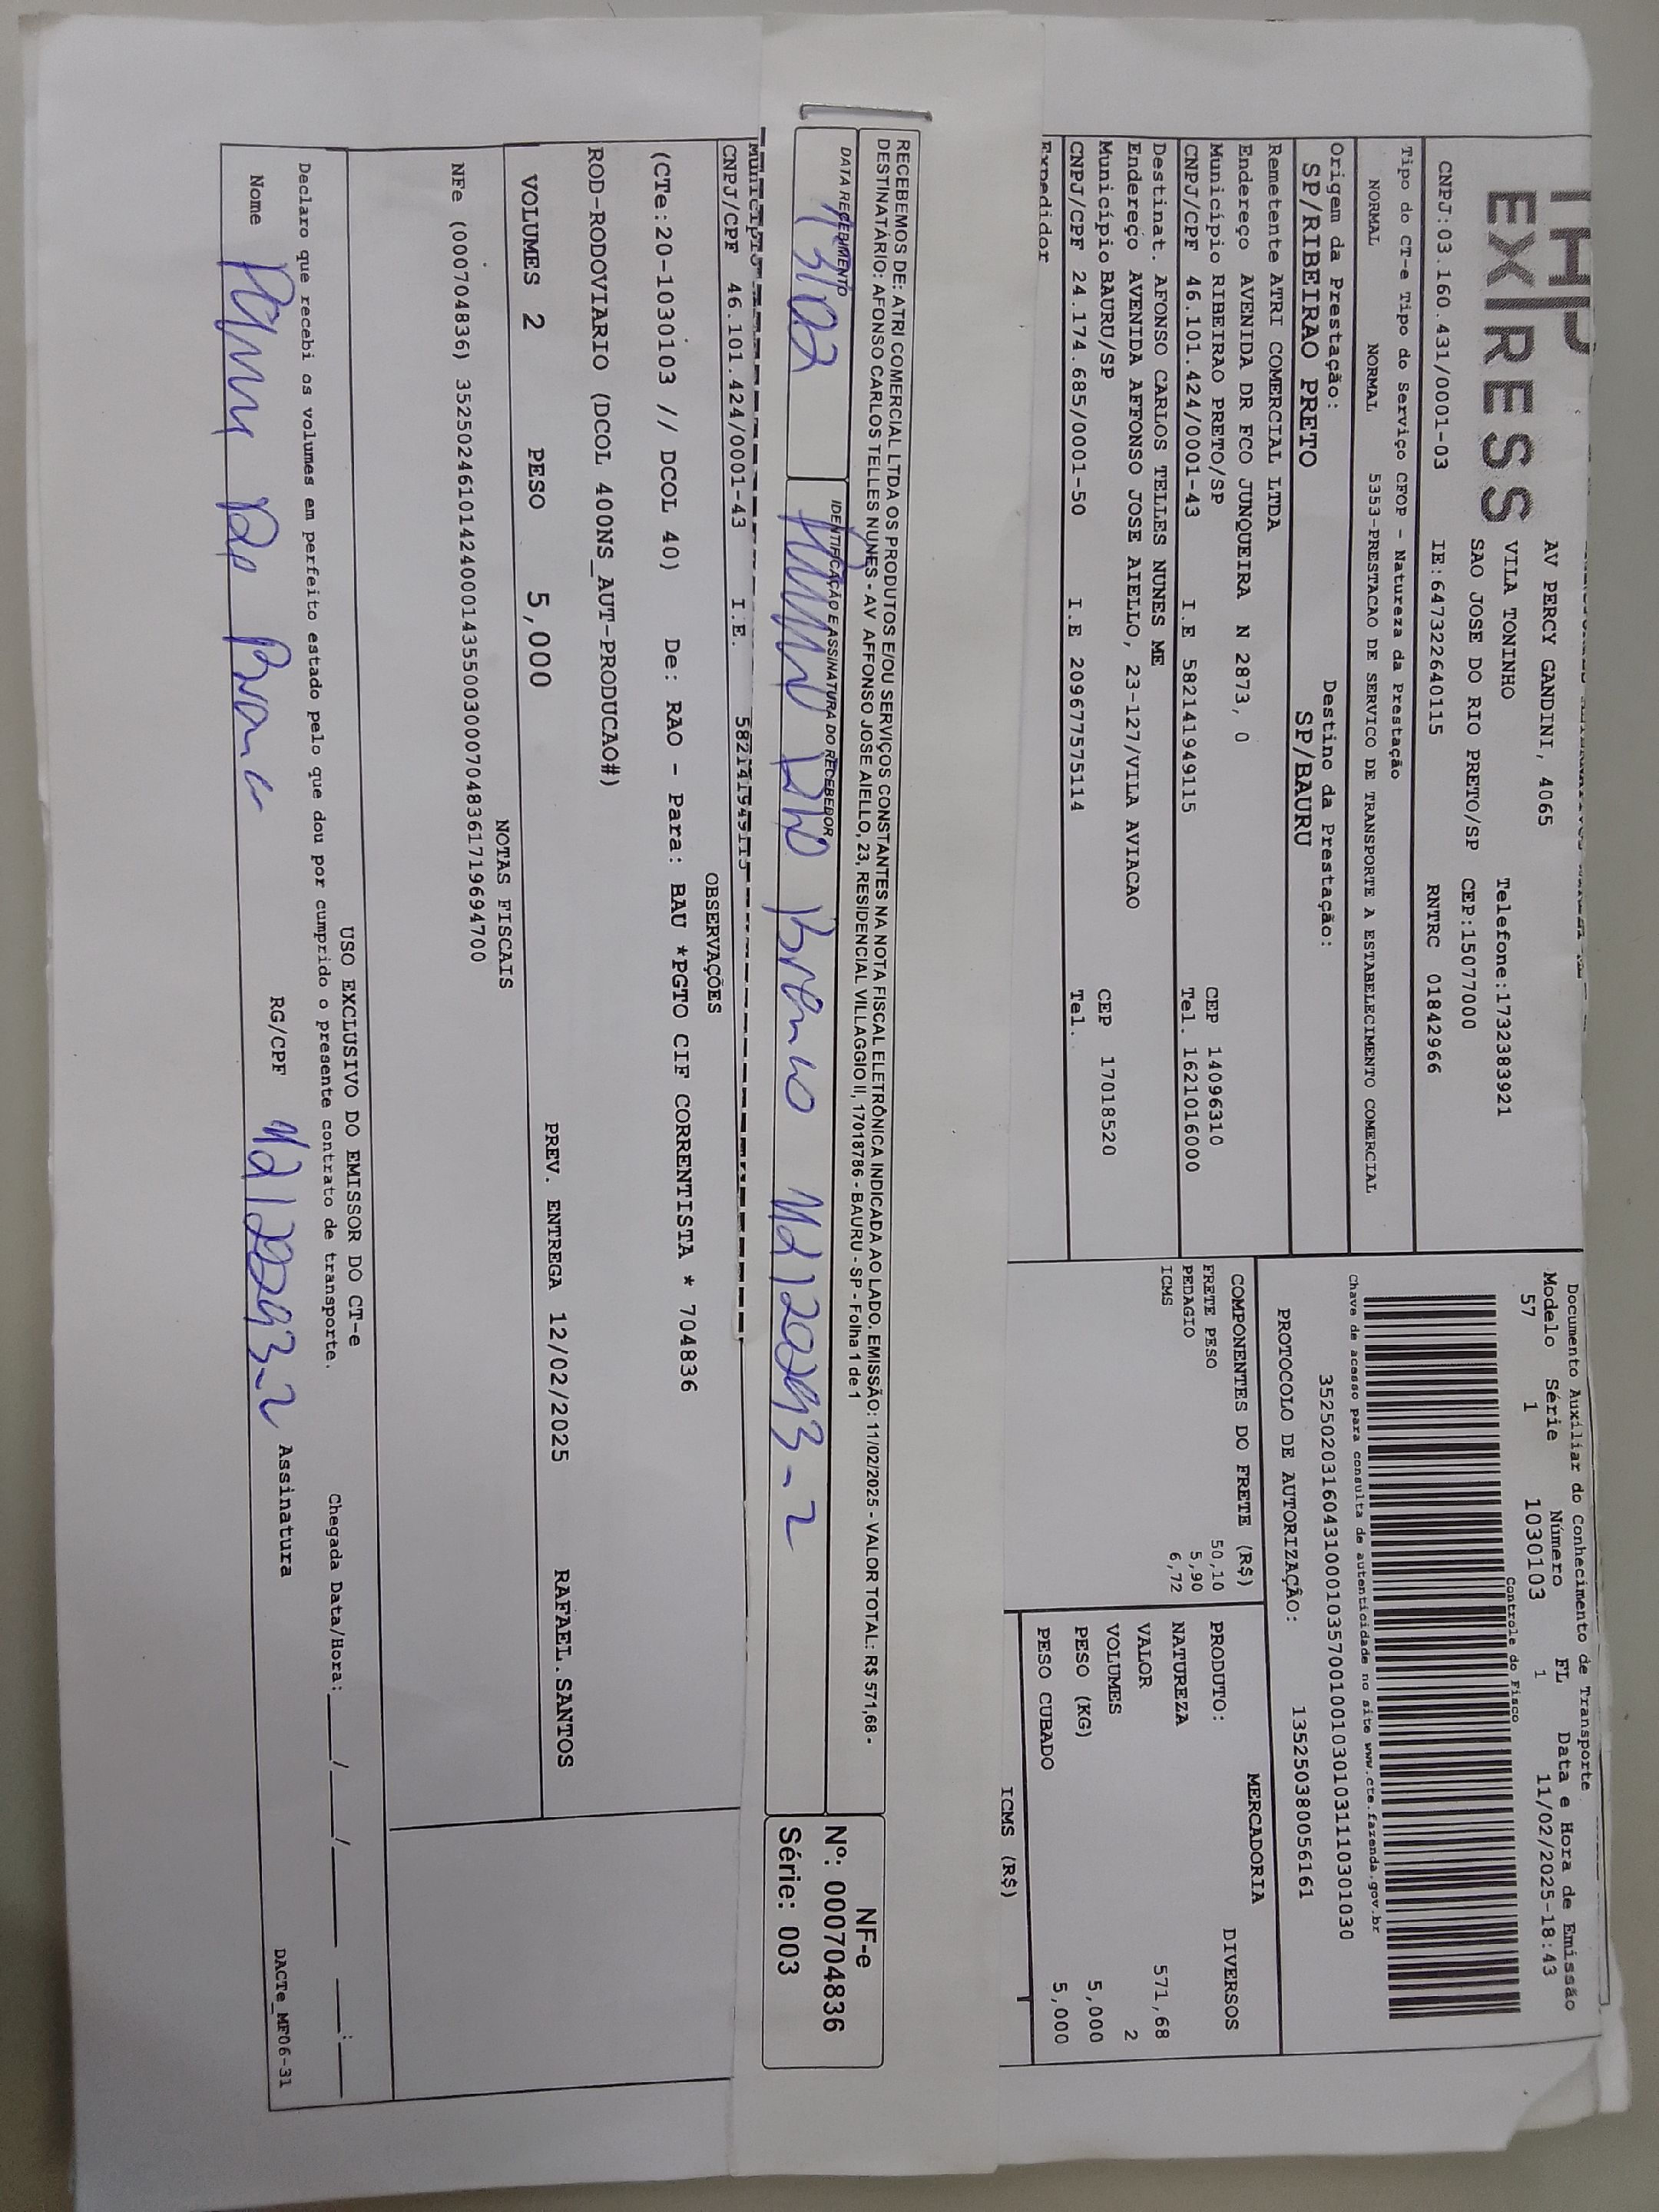 THP
EXPRESS
AV PERCY GANDINI, 4065
VILA TONINHO
Telefone:1732383921
SAO JOSE DO RIO PRETO/SP CEP:15077000
CNPJ:03.160.431/0001-03 IE:647322640115 RNTRC 01842966
Documento Auxiliar do Conhecimento de Transporte
Modelo Série Número FL Data e Hora de Emissão
57 1 1030103 1 11/02/2025-18:43
Controle do Fisco
Tipo do CT-e Tipo do Serviço CFOP - Natureza da Prestação
NORMAL NORMAL 5353-PRESTACAO DE SERVICO DE TRANSPORTE A ESTABELECIMENTO COMERCIAL
Chave de acesso para consulta de autenticidade no site www.cte.fazenda.gov.br
35250203160431000103570010010301031110301030
Origem da Prestação: Destino da Prestação:
SP/RIBEIRAO PRETO SP/BAURU
PROTOCOLO DE AUTORIZAÇÃO: 135250380056161
Remetente ATRI COMERCIAL LTDA
Endereço AVENIDA DR FCO JUNQUEIRA N 2873, 0
Município RIBEIRAO PRETO/SP CEP 14096310
CNPJ/CPF 46.101.424/0001-43 I.E 582141949115 Tel. 1621016000
Destinat. AFONSO CARLOS TELLES NUNES ME
Endereço AVENIDA AFFONSO JOSE AIELLO, 23-127/VILA AVIACAO
Município BAURU/SP CEP 17018520
CNPJ/CPF 24.174.685/0001-50 I.E 209677575114 Tel.
Expedidor
COMPONENTES DO FRETE (R$)
FRETE PESO 50,10
PEDAGIO 5,90
ICMS 6,72
MERCADORIA
PRODUTO: DIVERSOS
NATUREZA
VALOR 571,68
VOLUMES 2
PESO (KG) 5,000
PESO CUBADO 5,000
ICMS (R$)
RECEBEMOS DE: ATRI COMERCIAL LTDA OS PRODUTOS E/OU SERVIÇOS CONSTANTES NA NOTA FISCAL ELETRÔNICA INDICADA AO LADO. EMISSÃO: 11/02/2025 - VALOR TOTAL: R$ 571,68 -
DESTINATÁRIO: AFONSO CARLOS TELLES NUNES - AV AFFONSO JOSE AIELLO, 23, RESIDENCIAL VILLAGGIO II, 17018786 - BAURU - SP - Folha 1 de 1
DATA RECEBIMENTO IDENTIFICAÇÃO E ASSINATURA DO RECEBEDOR
NF-e
Nº: 000704836
Série: 003
Município
CNPJ/CPF 46.101.424/0001-43 I.E. 582141949115
OBSERVAÇÕES
(CTe:20-1030103 // DCOL 40) De: RAO - Para: BAU *PGTO CIF CORRENTISTA * 704836
ROD-RODOVIARIO (DCOL 400NS_AUT-PRODUCAO#)
VOLUMES 2 PESO 5,000 PREV. ENTREGA 12/02/2025 RAFAEL.SANTOS
NOTAS FISCAIS
NFe (000704836) 35250246101424000143550030007048361719694700
USO EXCLUSIVO DO EMISSOR DO CT-e
Declaro que recebi os volumes em perfeito estado pelo que dou por cumprido o presente contrato de transporte.
Chegada Data/Hora:____/____/____ __:__
Nome RG/CPF Assinatura
DACTe_MF06-31